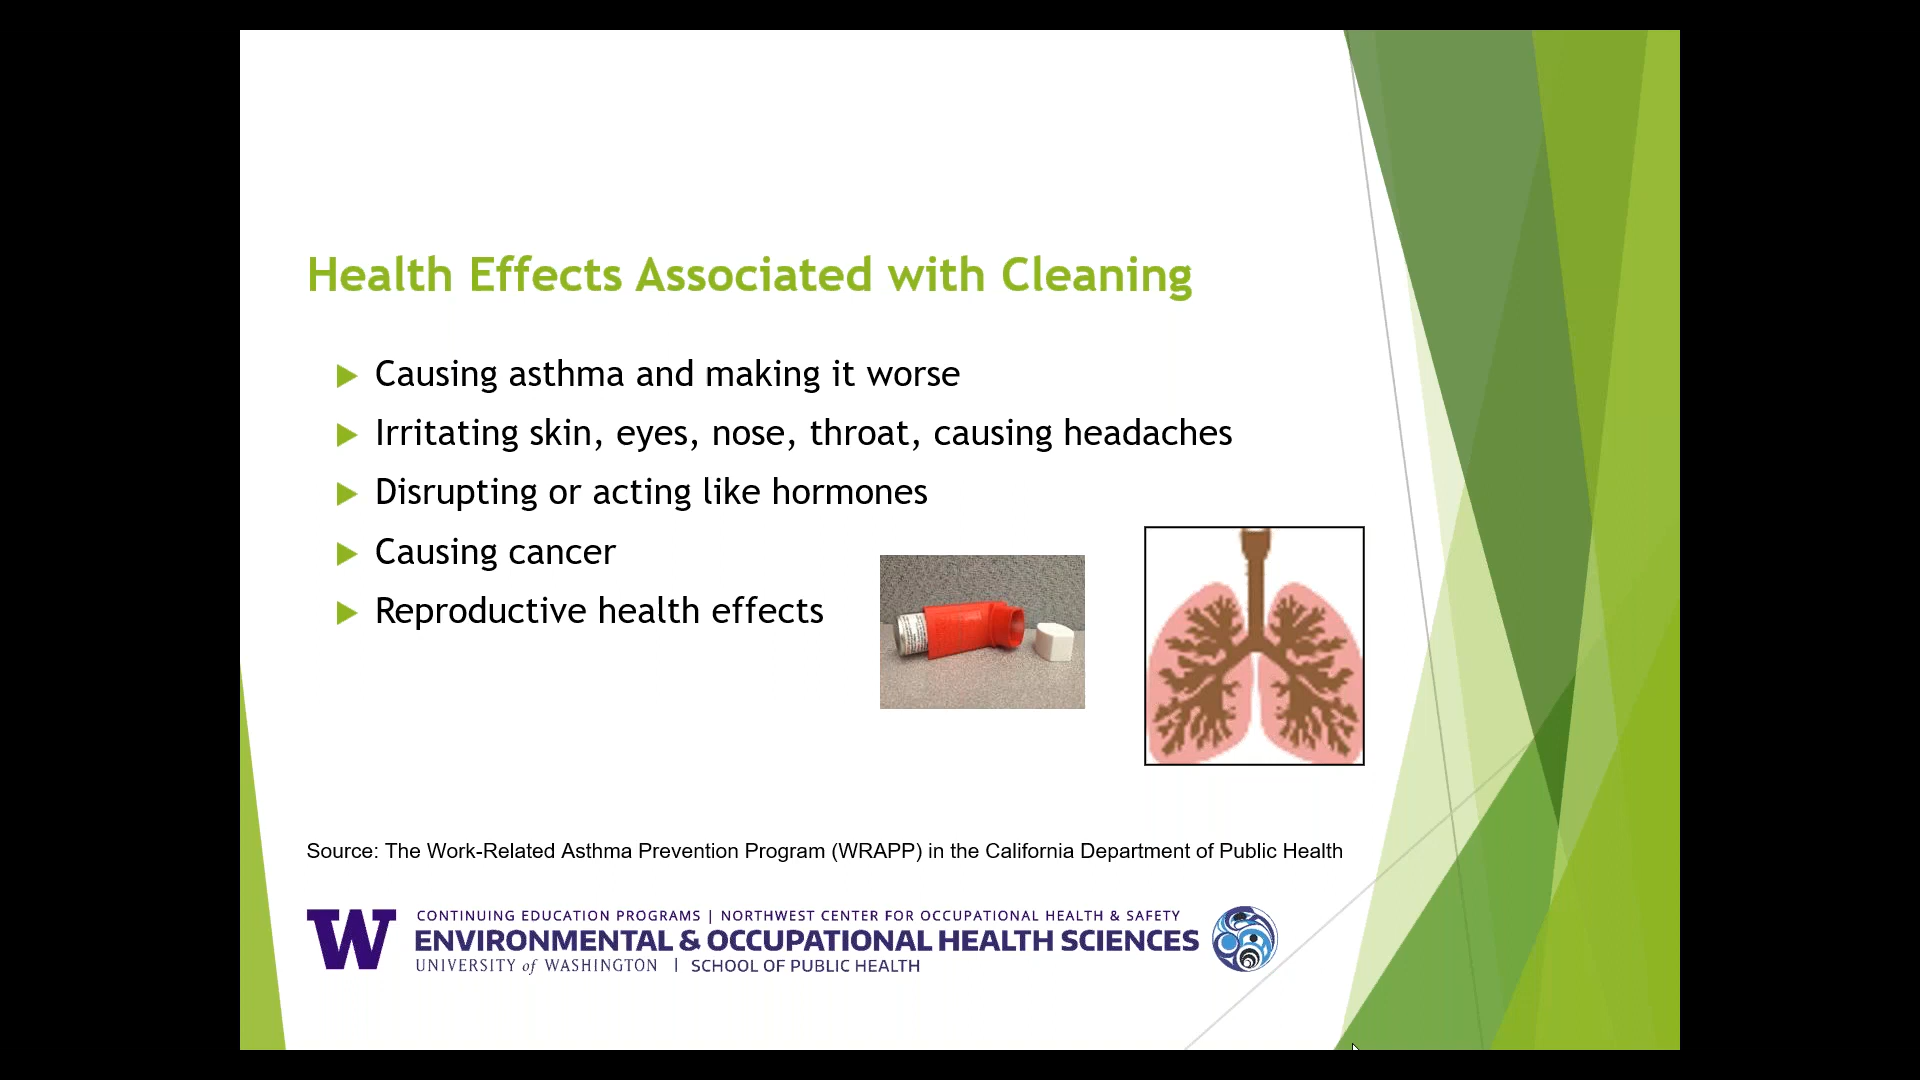 Health Effects Associated with Cleaning
Causing asthma and making it worse
Irritating skin, eyes, nose, throat, causing headaches
Disrupting or acting like hormones
Causing cancer
Reproductive health effects
Source: The Work-Related Asthma Prevention Program (WRAPP) in the California Department of Public Health
W
CONTINUING EDUCATION PROGRAMS | NORTHWEST CENTER FOR OCCUPATIONAL HEALTH & SAFETY
ENVIRONMENTAL & OCCUPATIONAL HEALTH SCIENCES
UNIVERSITY of WASHINGTON | SCHOOL OF PUBLIC HEALTH